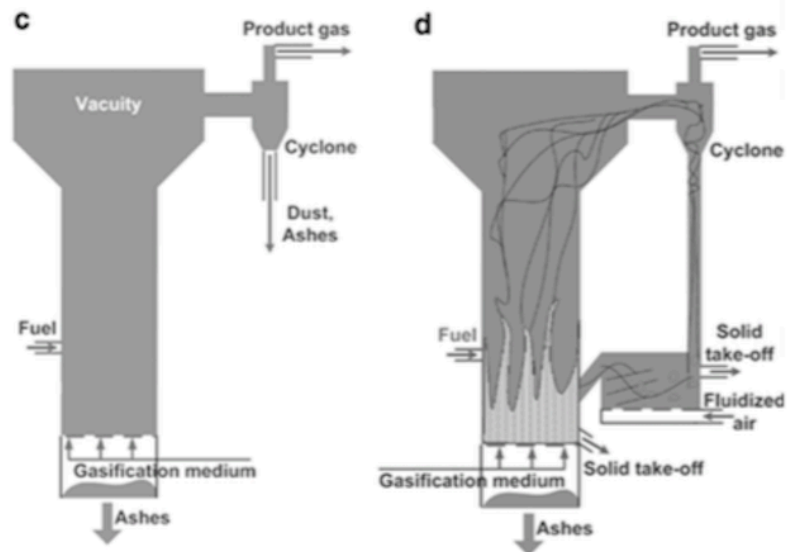 c
Product gas
Vacuity
Cyclone
Dust,
Ashes
Fuel
Gasification medium
Ashes
d
Product gas
Cyclone
Fuel
Solid
take-off
Fluidized
air
Solid take-off
Gasification medium
Ashes